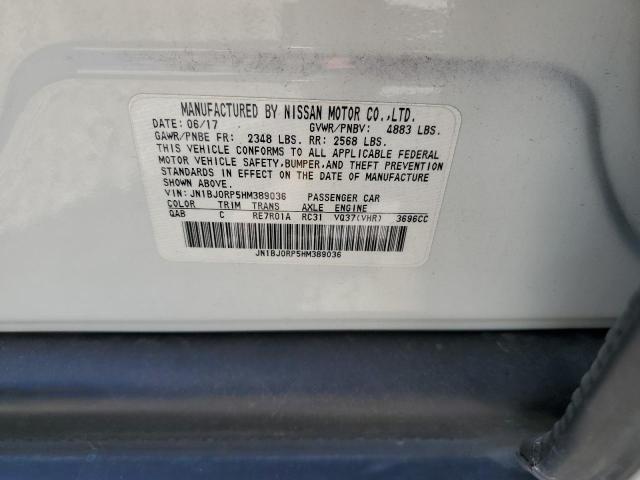 MANUFACTURED BY NISSAN MOTOR CO.,LTD.
DATE: 06/17 GVWR/PNBV: 4883 LBS.
GAWR/PNBE FR: 2348 LBS. RR: 2568 LBS.
THIS VEHICLE CONFORMS TO ALL APPLICABLE FEDERAL
MOTOR VEHICLE SAFETY,BUMPER,AND THEFT PREVENTION
STANDARDS IN EFFECT ON THE DATE OF MANUFACTURE
SHOWN ABOVE.
VIN: JN1BJ0RP5HM389036 PASSENGER CAR
COLOR TRIM TRANS AXLE ENGINE
QAB C RE7R01A RC31 VQ37(VHR) 3696CC
JN1BJ0RP5HM389036